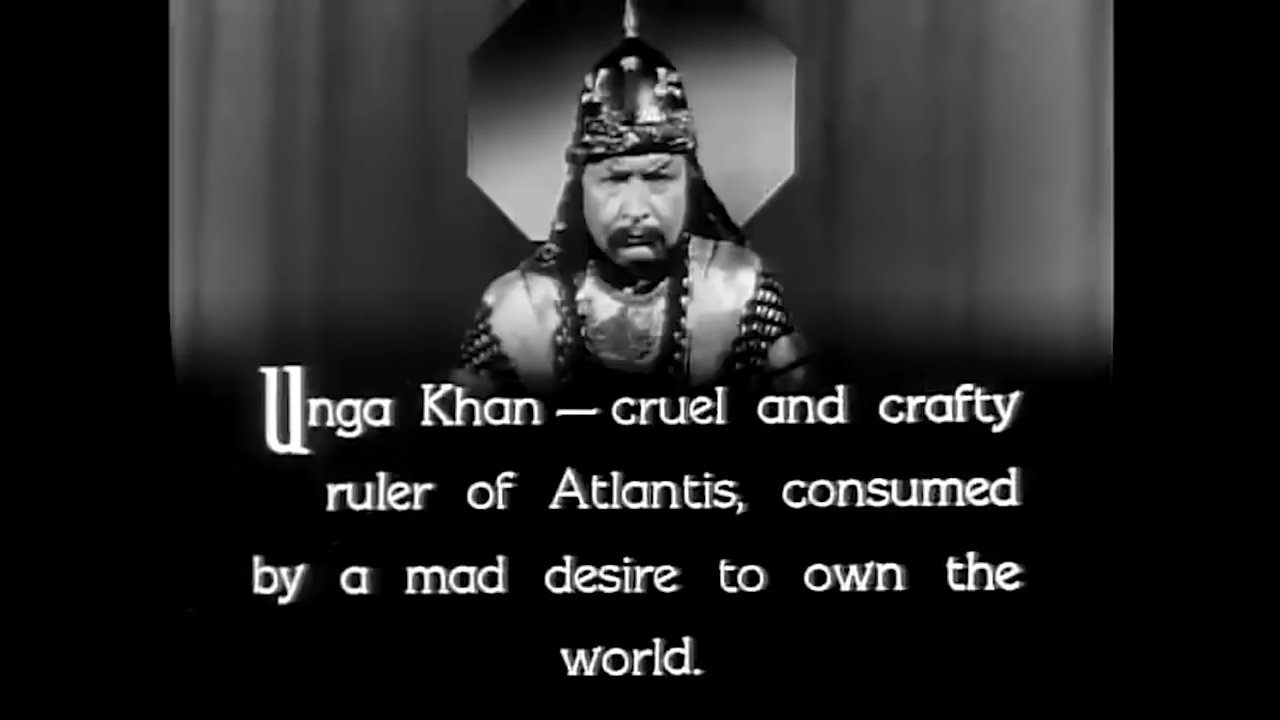 Unga Khan — cruel and crafty
ruler of Atlantis, consumed
by a mad desire to own the
world.